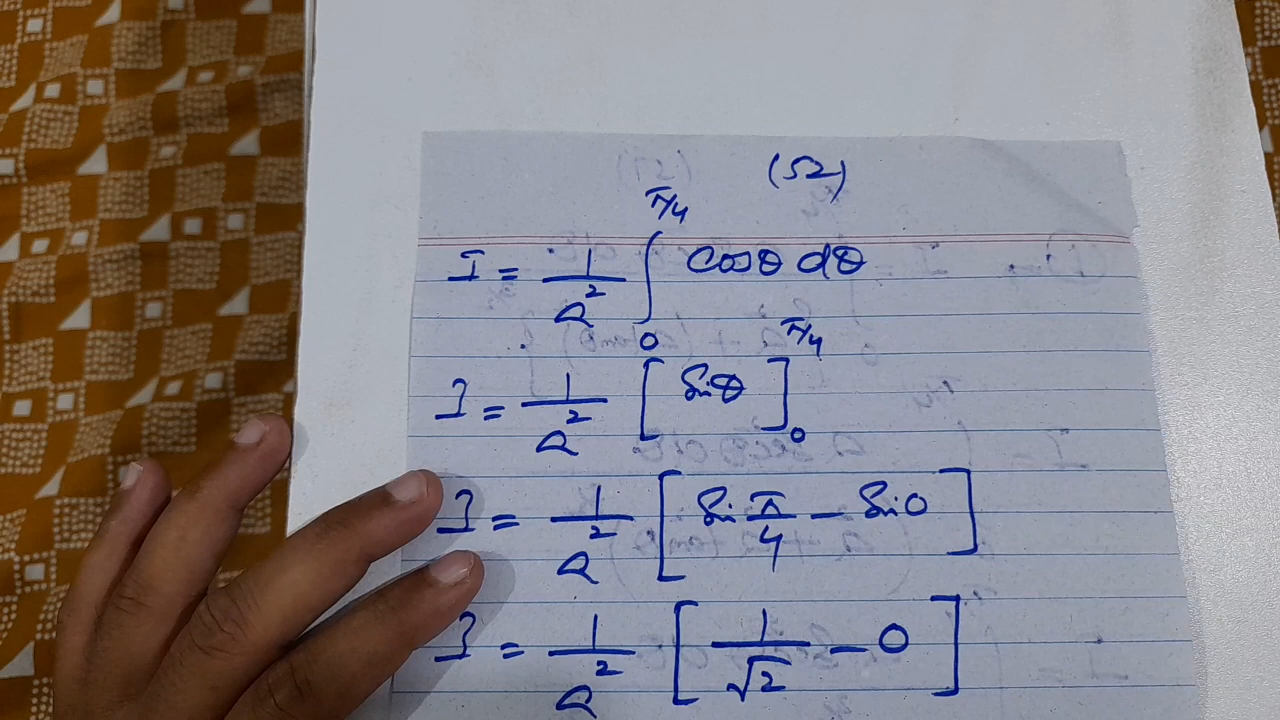 (52)
I = 1/a² ∫₀^π/4 cosθ dθ
I = 1/a² [sinθ]₀^π/4
I = 1/a² [sin π/4 - sin 0]
I = 1/a² [1/√2 - 0]